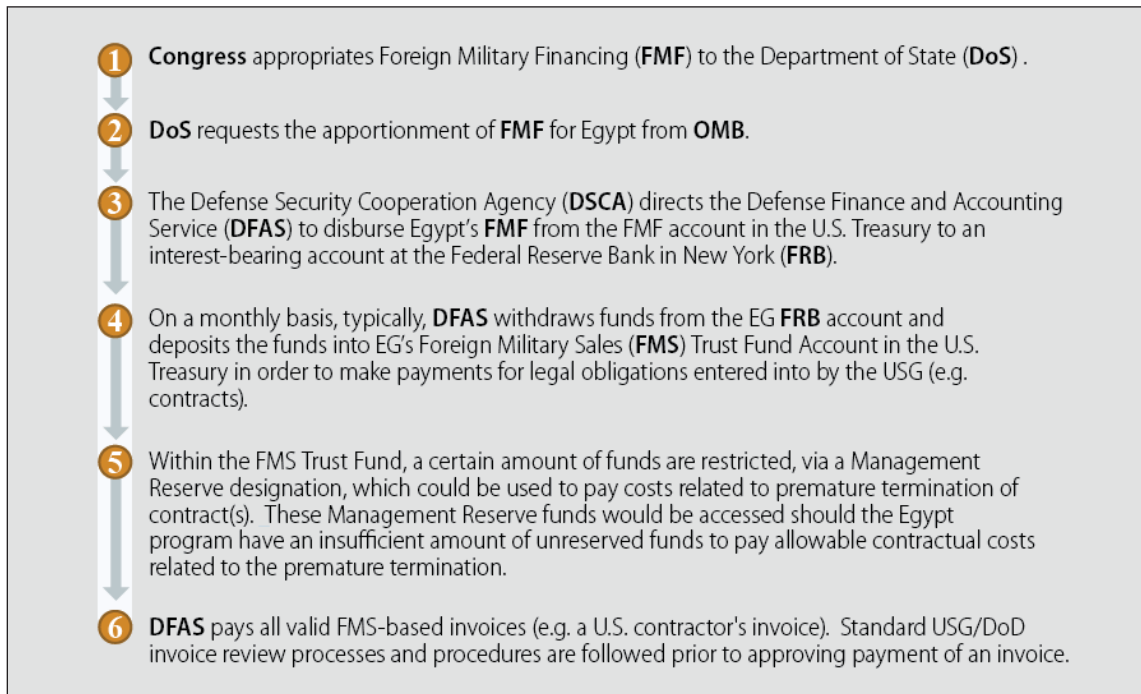 1 Congress appropriates Foreign Military Financing (FMF) to the Department of State (DoS) .
2 DoS requests the apportionment of FMF for Egypt from OMB.
3 The Defense Security Cooperation Agency (DSCA) directs the Defense Finance and Accounting
Service (DFAS) to disburse Egypt's FMF from the FMF account in the U.S. Treasury to an
interest-bearing account at the Federal Reserve Bank in New York (FRB).
4 On a monthly basis, typically, DFAS withdraws funds from the EG FRB account and
deposits the funds into EG's Foreign Military Sales (FMS) Trust Fund Account in the U.S.
Treasury in order to make payments for legal obligations entered into by the USG (e.g.
contracts).
5 Within the FMS Trust Fund, a certain amount of funds are restricted, via a Management
Reserve designation, which could be used to pay costs related to premature termination of
contract(s). These Management Reserve funds would be accessed should the Egypt
program have an insufficient amount of unreserved funds to pay allowable contractual costs
related to the premature termination.
6 DFAS pays all valid FMS-based invoices (e.g. a U.S. contractor's invoice). Standard USG/DoD
invoice review processes and procedures are followed prior to approving payment of an invoice.